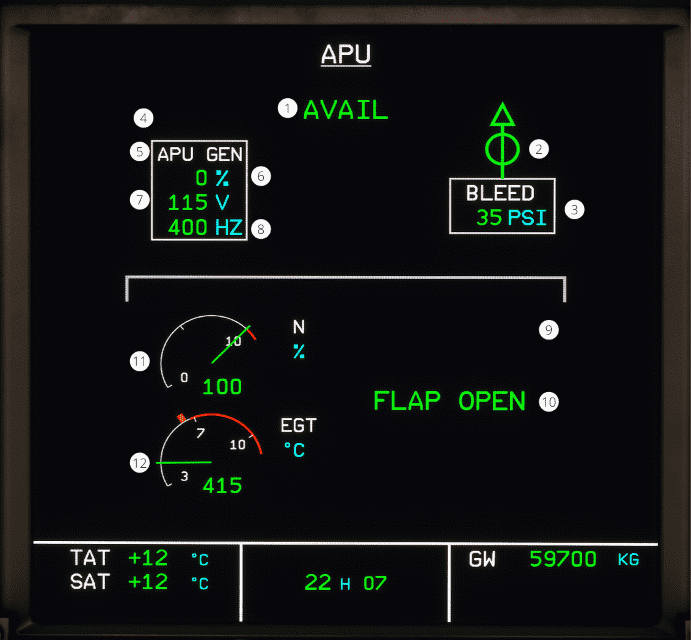 APU
1 AVAIL
4
5 APU GEN
0 % 6
7 115 V
400 HZ 8
2
BLEED
35 PSI 3
N
%
9
10
0
11
100
FLAP OPEN 10
EGT
°C
7
10
3
12
415
TAT +12 °C
SAT +12 °C
22 H 07
GW 59700 KG